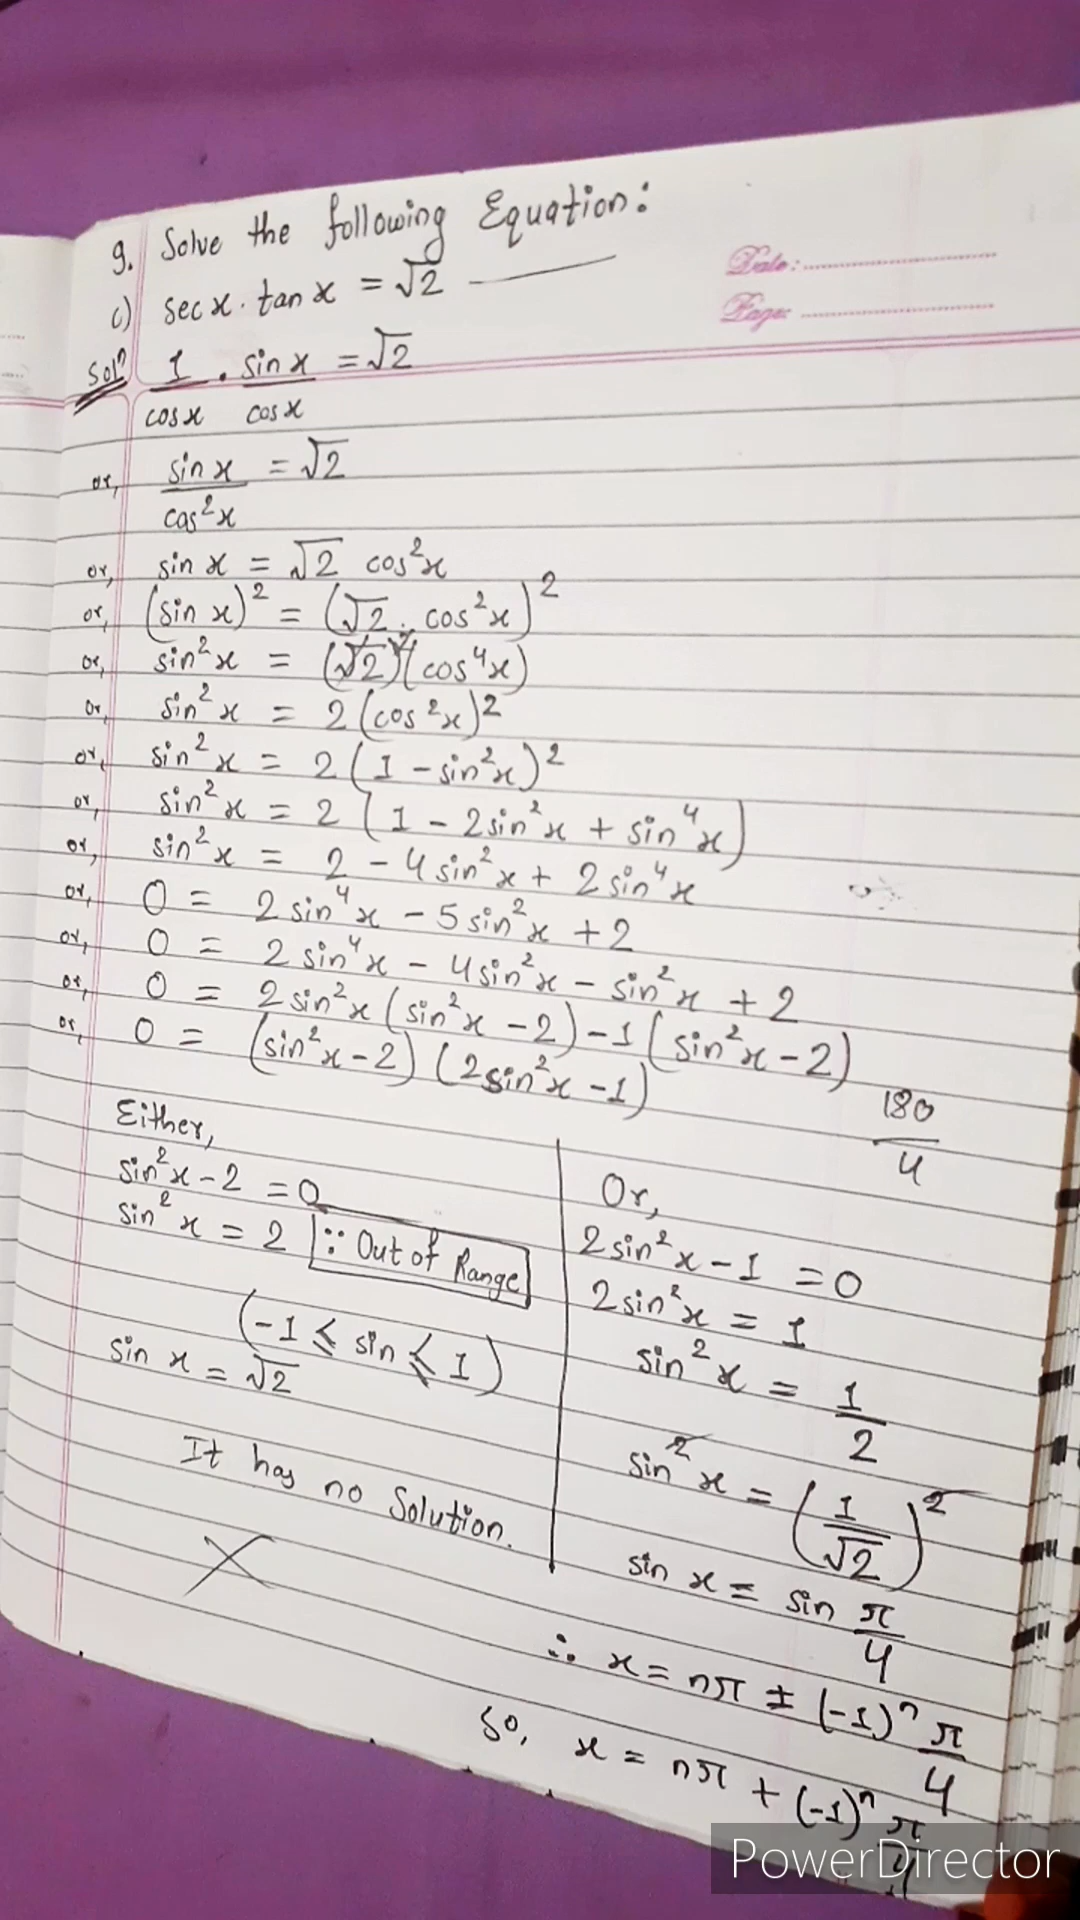 9. Solve the following Equation:
c) sec x . tan x = √2
Date:
Page:
Solⁿ 1/cos x . sin x/cos x = √2
or, sin x/cos²x = √2
or, sin x = √2 cos²x
or, (sin x)² = (√2 . cos²x)²
or, sin²x = (√2)²(cos⁴x)
or, sin²x = 2(cos²x)²
or, sin²x = 2(1 - sin²x)²
or, sin²x = 2(1 - 2sin²x + sin⁴x)
or, sin²x = 2 - 4sin²x + 2sin⁴x
or, 0 = 2sin⁴x - 5sin²x + 2
or, 0 = 2sin⁴x - 4sin²x - sin²x + 2
or, 0 = 2sin²x(sin²x - 2) - 1(sin²x - 2)
or, 0 = (sin²x - 2)(2sin²x - 1)
180/4
Either,
sin²x - 2 = 0
sin²x = 2 ∵ Out of Range
(-1 ≤ sin ≤ 1)
sin x = √2
It has no Solution.
Or,
2sin²x - 1 = 0
2sin²x = 1
sin²x = 1/2
sin²x = (1/√2)²
sin x = sin π/4
∴ x = nπ ± (-1)ⁿ π/4
So, x = nπ + (-1)ⁿ π/4
PowerDirector